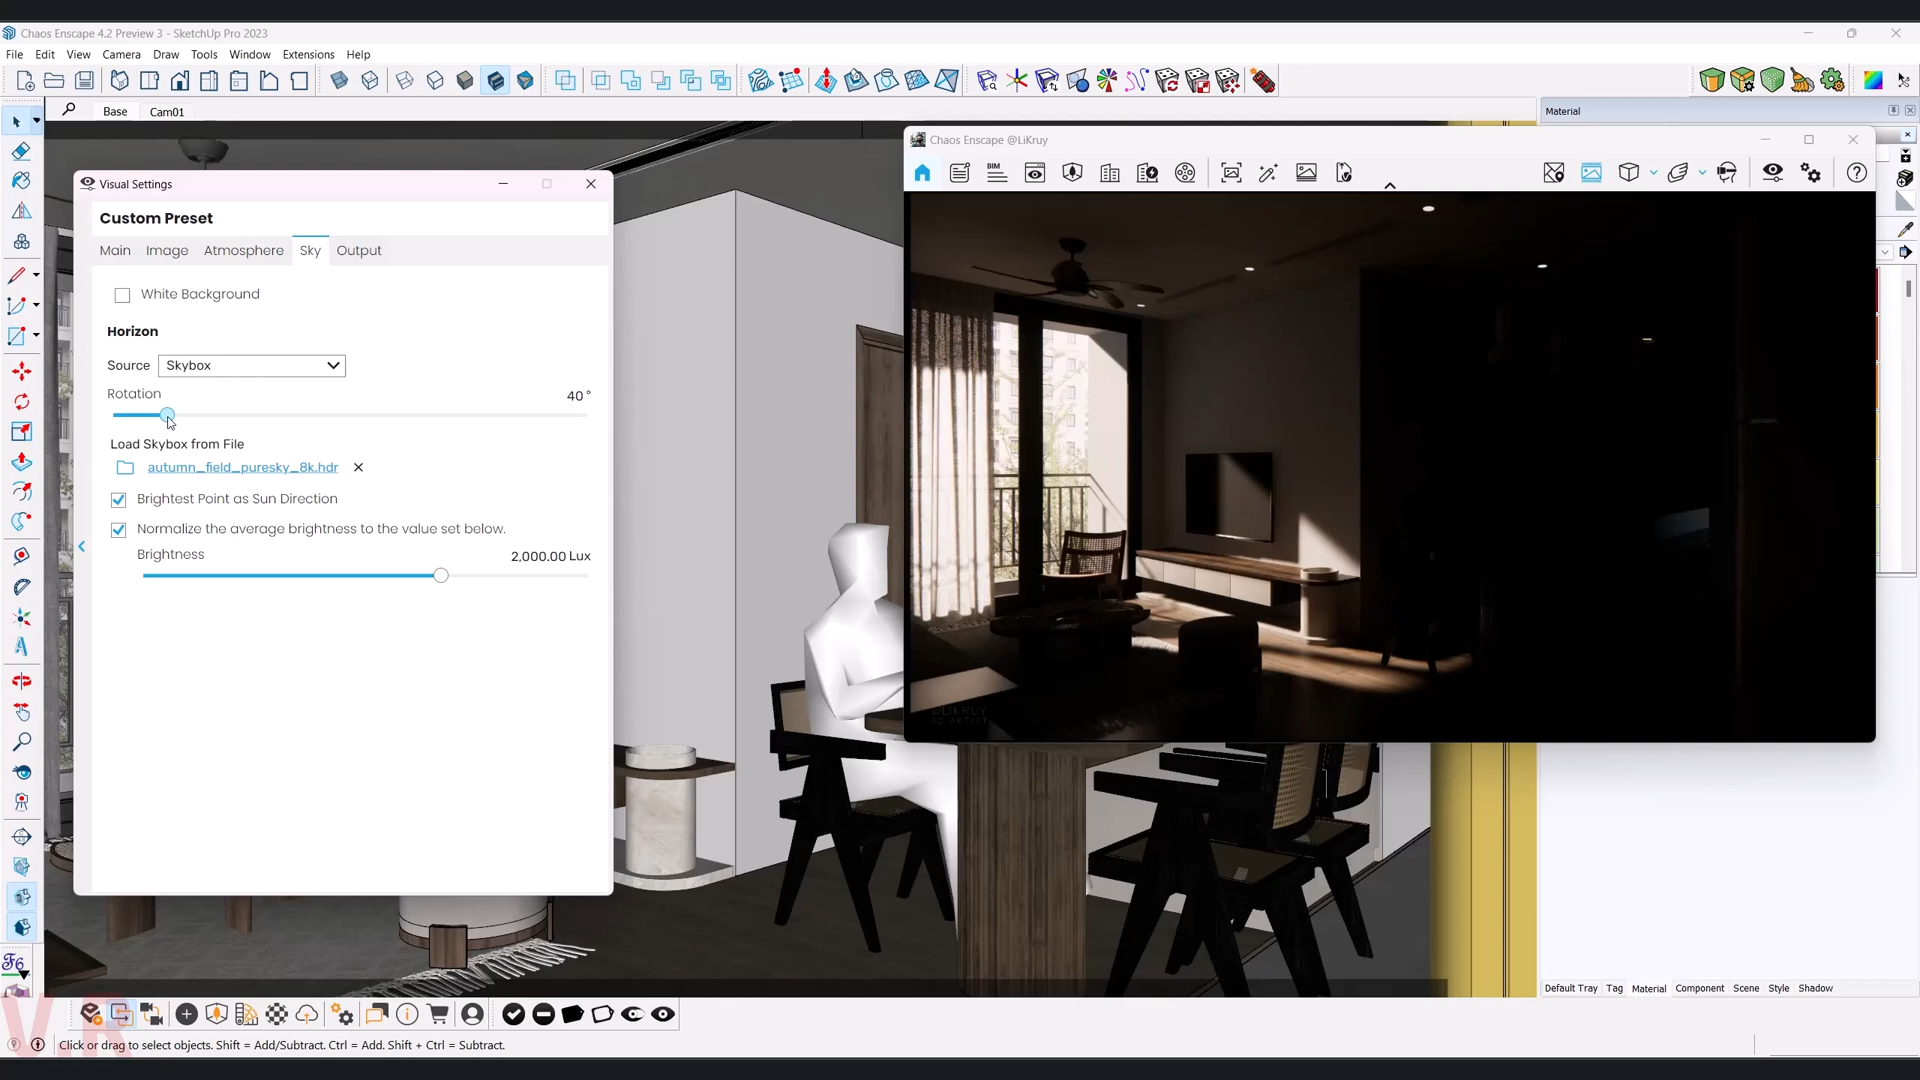 Chaos Enscape 4.2 Preview 3 - SketchUp Pro 2023
File Edit View Camera Draw Tools Window Extensions Help
Base Cam01
Material
Chaos Enscape @LiKruy
BIM
Visual Settings
Custom Preset
Main Image Atmosphere Sky Output
White Background
Horizon
Source Skybox
Rotation 40 °
Load Skybox from File
autumn_field_puresky_8k.hdr
Brightest Point as Sun Direction
Normalize the average brightness to the value set below.
Brightness 2,000.00 Lux
Default Tray Tag Material Component Scene Style Shadow
Click or drag to select objects. Shift = Add/Subtract. Ctrl = Add. Shift + Ctrl = Subtract.